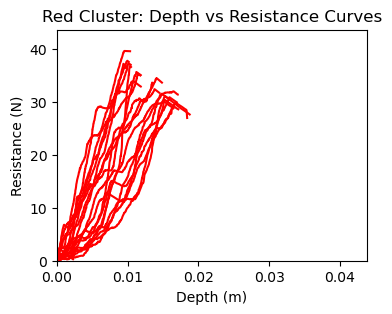 Red Cluster: Depth vs Resistance Curves
40
30
20
10
0
Resistance (N)
0.00 0.01 0.02 0.03 0.04
Depth (m)